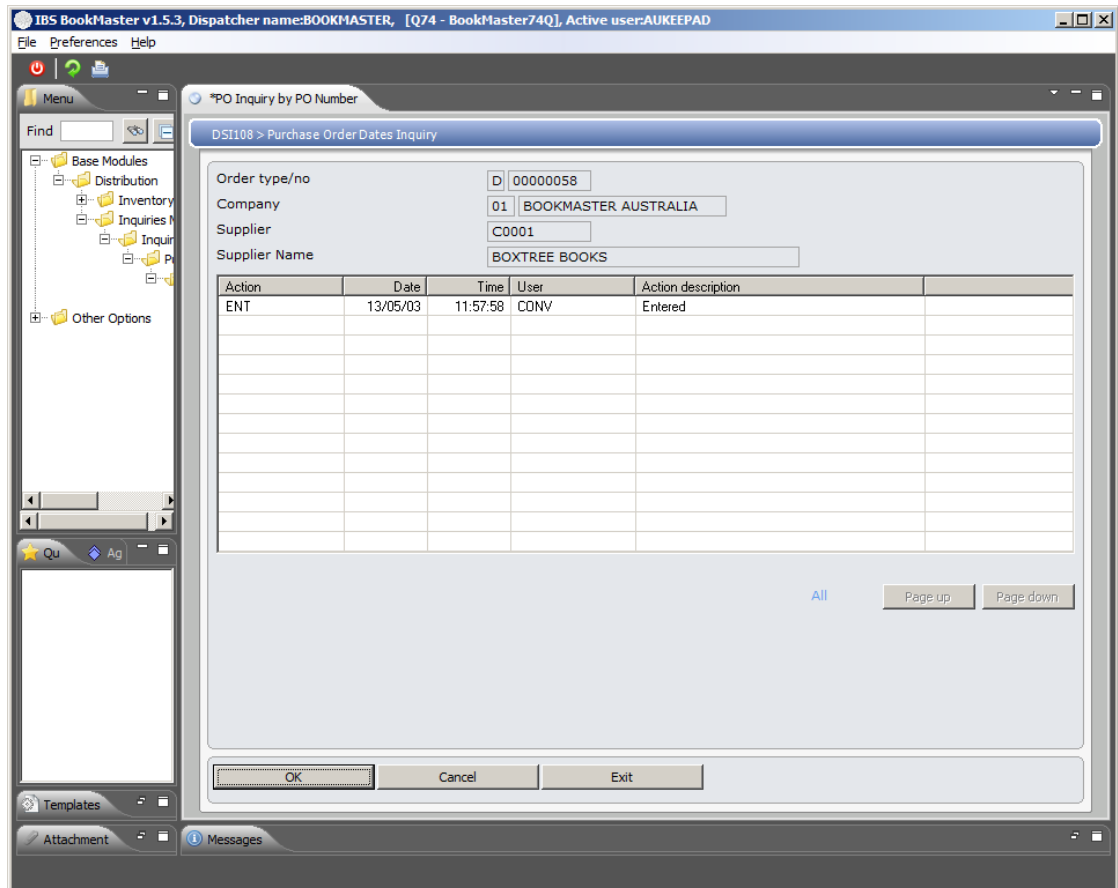 IBS BookMaster v1.5.3, Dispatcher name:BOOKMASTER, [Q74 - BookMaster74Q], Active user:AUKEEPAD
File Preferences Help
Menu
*PO Inquiry by PO Number
Find
DSI108 > Purchase Order Dates Inquiry
Base Modules
Distribution
Inventory
Inquiries M
Inquir
P
Other Options
Order type/no D 00000058
Company 01 BOOKMASTER AUSTRALIA
Supplier C0001
Supplier Name BOXTREE BOOKS
Action Date Time User Action description
ENT 13/05/03 11:57:58 CONV Entered
Qu Ag
All Page up Page down
OK Cancel Exit
Templates
Attachment Messages